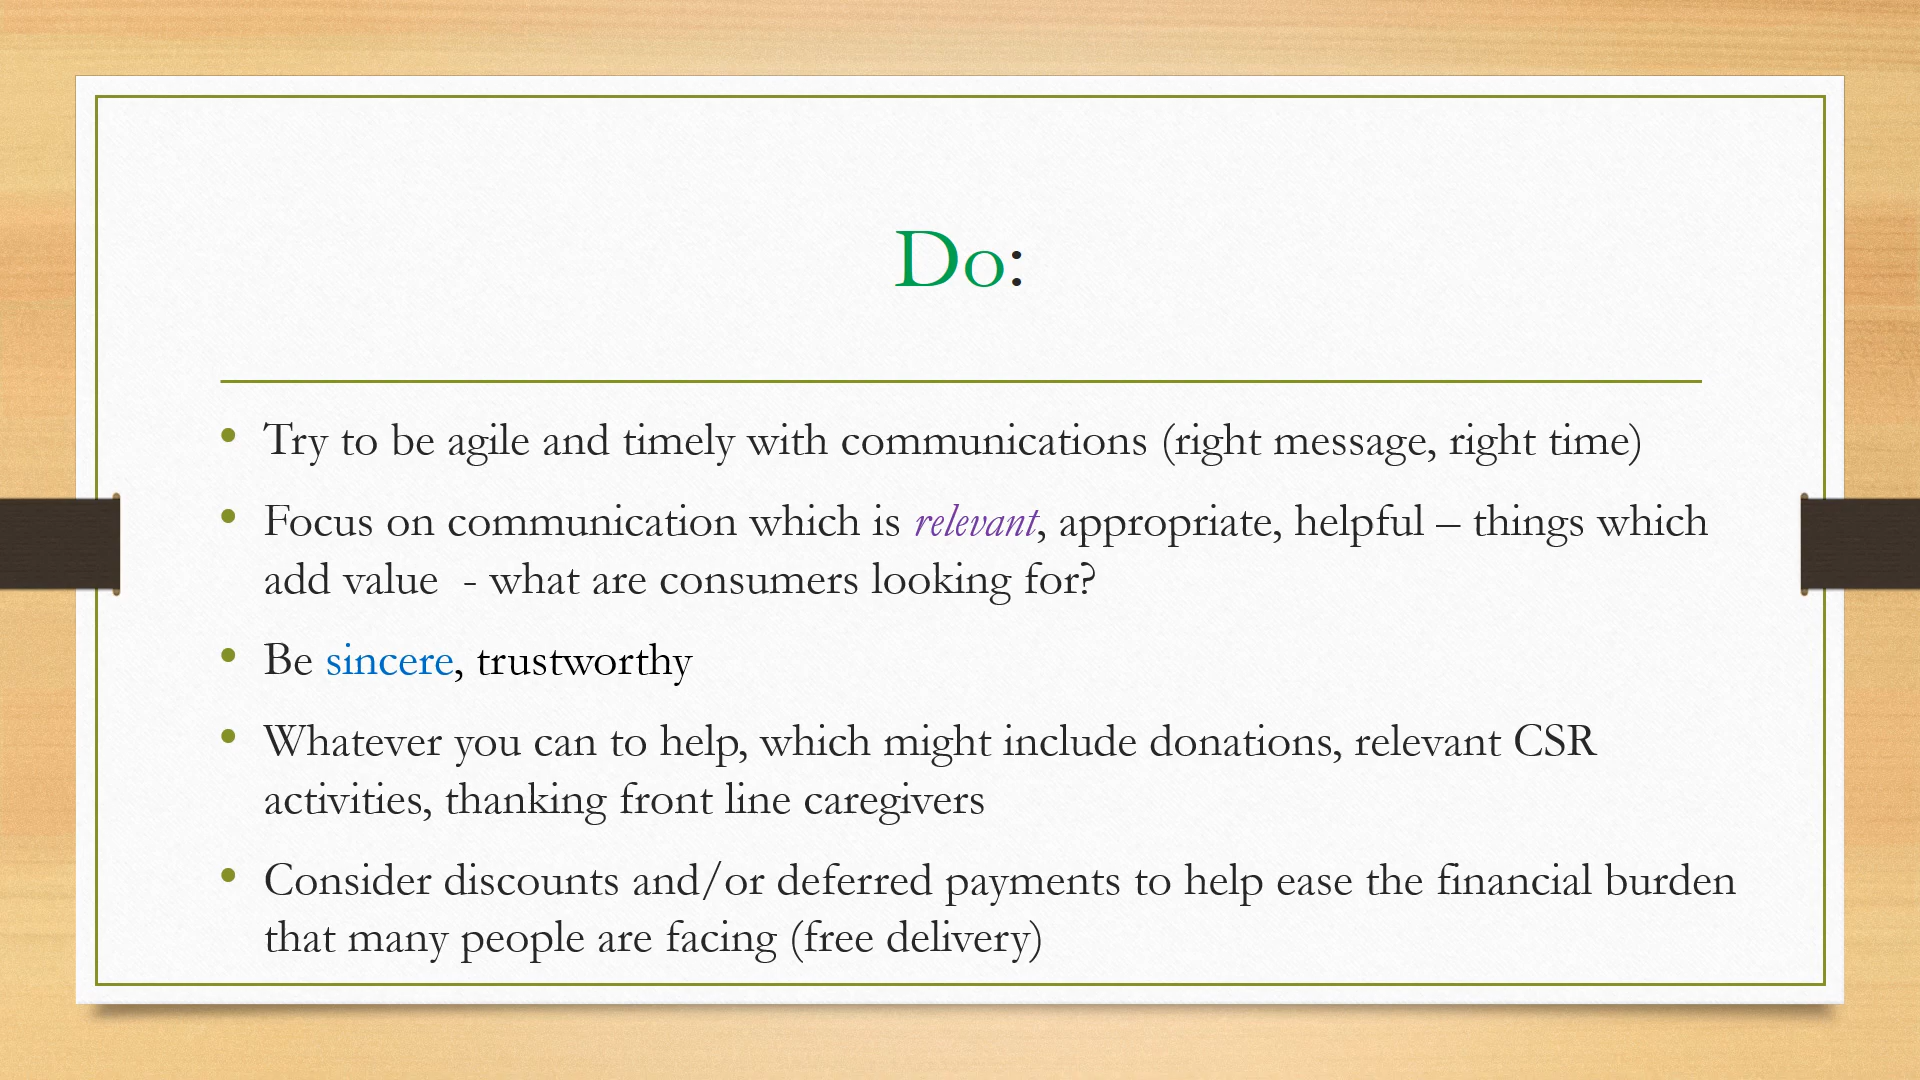 Do:
• Try to be agile and timely with communications (right message, right time)
• Focus on communication which is relevant, appropriate, helpful – things which
add value  - what are consumers looking for?
• Be sincere, trustworthy
• Whatever you can to help, which might include donations, relevant CSR
activities, thanking front line caregivers
• Consider discounts and/or deferred payments to help ease the financial burden
that many people are facing (free delivery)